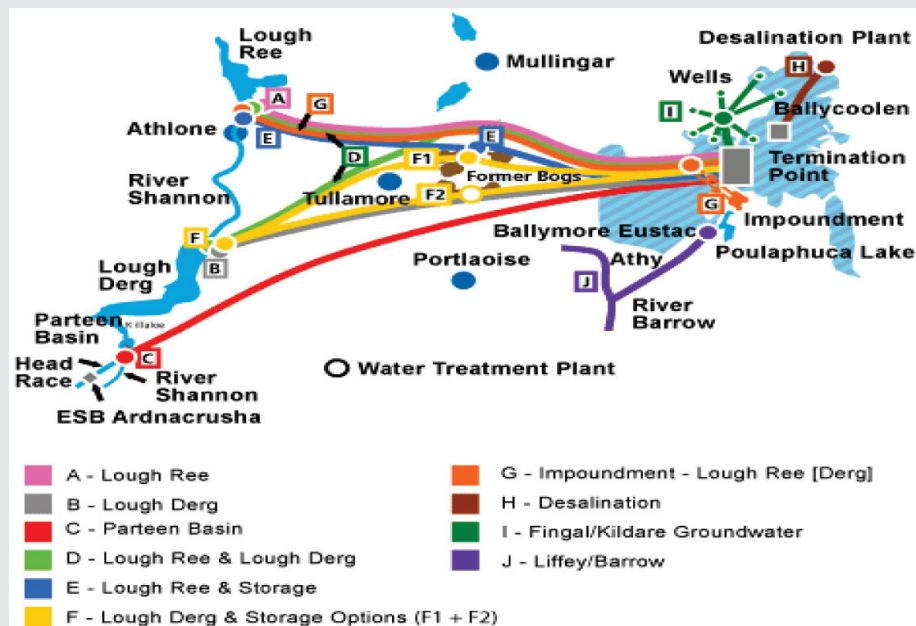 Lough
Ree
Desalination Plant
Mullingar
H
Wells
A
G
Ballycoolen
I
Athlone
E
E
D
F1
Termination
Point
River
Shannon
Former Bogs
Tullamore
F2
G
Impoundment
F
Ballymore Eustac
B
Poulaphuca Lake
Lough
Derg
Portlaoise
Athy
J
River
Barrow
Parteen
Killaloe
Basin
C
Head
Race
Water Treatment Plant
River
Shannon
ESB Ardnacrusha
A - Lough Ree
B - Lough Derg
C - Parteen Basin
D - Lough Ree & Lough Derg
E - Lough Ree & Storage
F - Lough Derg & Storage Options (F1 + F2)
G - Impoundment - Lough Ree [Derg]
H - Desalination
I - Fingal/Kildare Groundwater
J - Liffey/Barrow